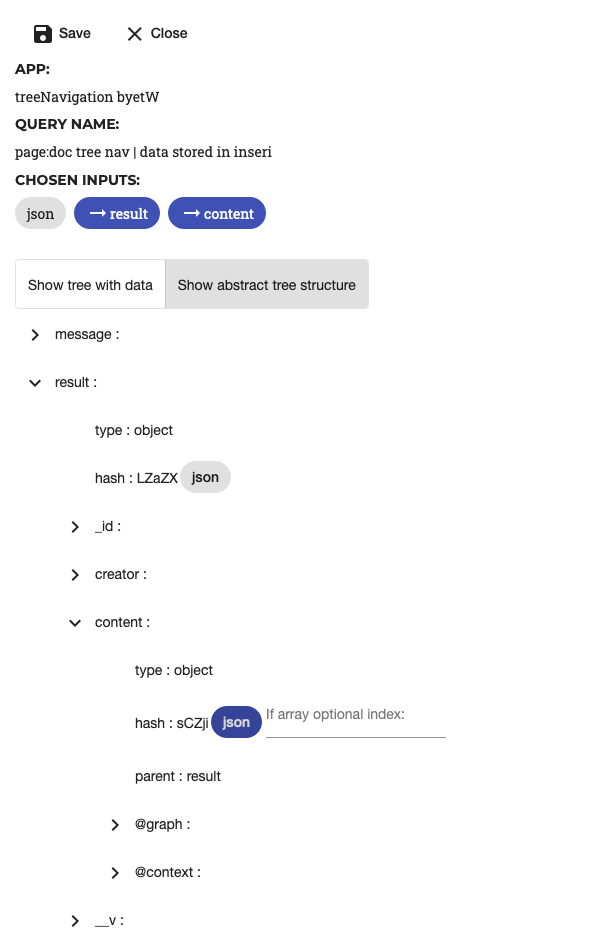 Save Close
APP:
treeNavigation byetW
QUERY NAME:
page:doc tree nav | data stored in inseri
CHOSEN INPUTS:
json → result → content
Show tree with data Show abstract tree structure
message :
result :
type : object
hash : LZaZX json
_id :
creator :
content :
type : object
hash : sCZji json If array optional index:
parent : result
@graph :
@context :
__v :